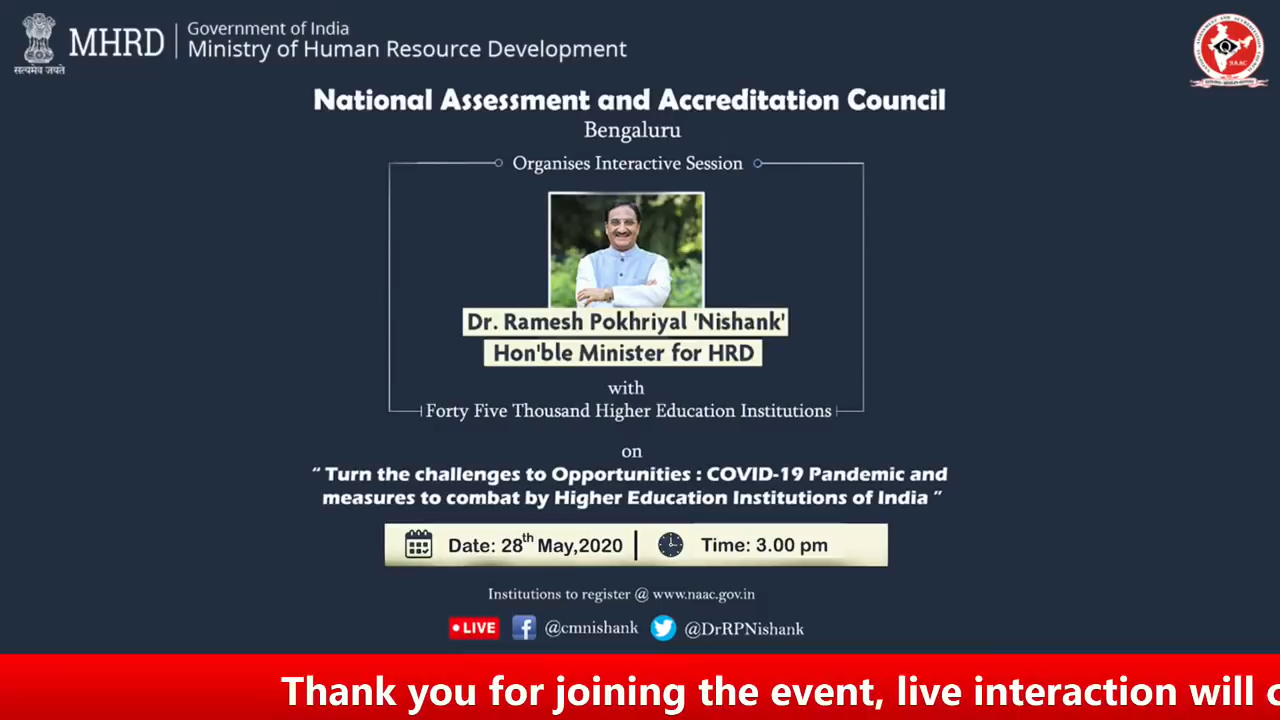 MHRD
Government of India
Ministry of Human Resource Development
सत्यमेव जयते
NAAC
National Assessment and Accreditation Council
Bengaluru
Organises Interactive Session
Dr. Ramesh Pokhriyal 'Nishank'
Hon'ble Minister for HRD
with
Forty Five Thousand Higher Education Institutions
on
“ Turn the challenges to Opportunities : COVID-19 Pandemic and
measures to combat by Higher Education Institutions of India ”
Date: 28th May,2020 | Time: 3.00 pm
Institutions to register @ www.naac.gov.in
LIVE @cmnishank @DrRPNishank
Thank you for joining the event, live interaction will